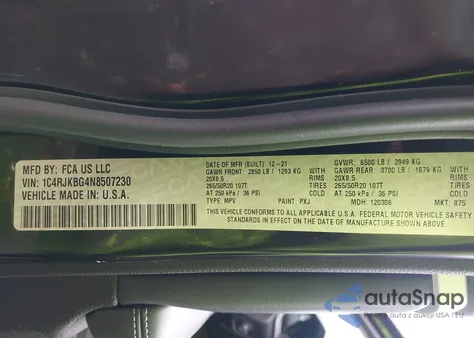 MFD BY: FCA US LLC
VIN: 1C4RJKBG4N8507230
VEHICLE MADE IN: U.S.A.
DATE OF MFR (BUILT): 12-21 GVWR: 6500 LB / 2949 KG
GAWR FRONT: 2850 LB / 1293 KG WITH GAWR REAR: 3700 LB / 1679 KG WITH
20X8.5 RIMS 20X8.5 RIMS
265/50R20 107T TIRES 265/50R20 107T TIRES
AT 250 kPa / 36 PSI COLD AT 250 kPa / 36 PSI COLD
TYPE: MPV PAINT: PXJ MDH: 120306 MKT: 875
THIS VEHICLE CONFORMS TO ALL APPLICABLE U.S.A. FEDERAL MOTOR VEHICLE SAFETY
STANDARDS IN EFFECT ON THE DATE OF MANUFACTURE SHOWN ABOVE.
autoSnap